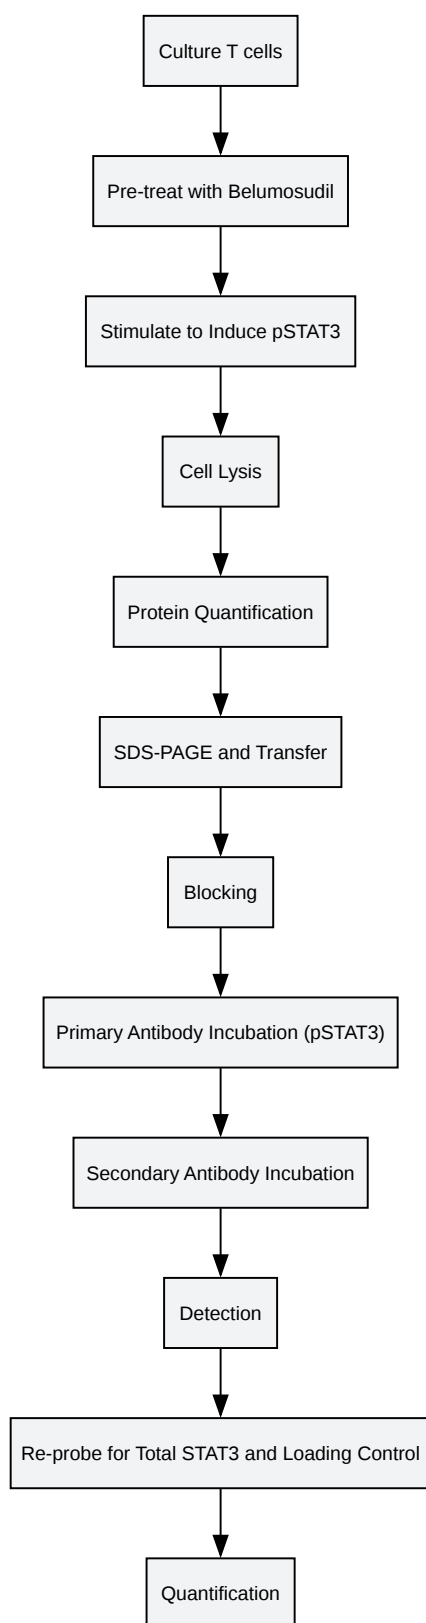 Culture T cells
Pre-treat with Belumosudil
Stimulate to Induce pSTAT3
Cell Lysis
Protein Quantification
SDS-PAGE and Transfer
Blocking
Primary Antibody Incubation (pSTAT3)
Secondary Antibody Incubation
Detection
Re-probe for Total STAT3 and Loading Control
Quantification